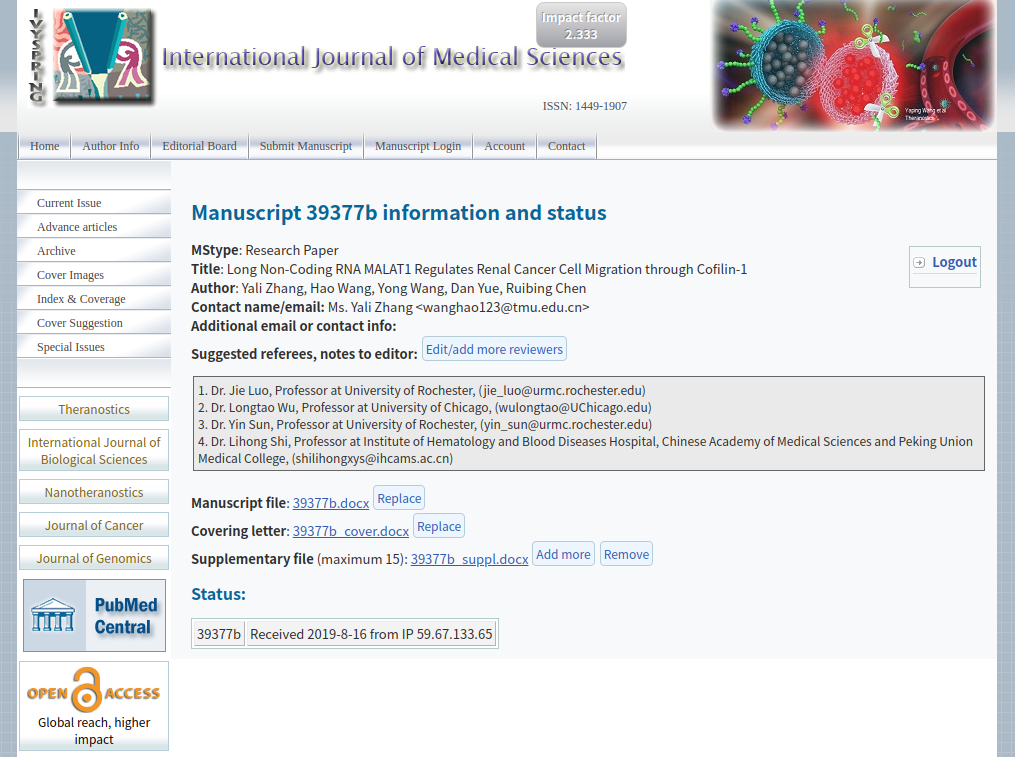 IVYSPRING
International Journal of Medical Sciences
Impact factor
2.333
ISSN: 1449-1907
Yaping Wang et al
Theranostics
Home Author Info Editorial Board Submit Manuscript Manuscript Login Account Contact
Current Issue
Advance articles
Archive
Cover Images
Index & Coverage
Cover Suggestion
Special Issues
Theranostics
International Journal of
Biological Sciences
Nanotheranostics
Journal of Cancer
Journal of Genomics
PubMed
Central
OPEN ACCESS
Global reach, higher
impact
Manuscript 39377b information and status
Logout
MStype: Research Paper
Title: Long Non-Coding RNA MALAT1 Regulates Renal Cancer Cell Migration through Cofilin-1
Author: Yali Zhang, Hao Wang, Yong Wang, Dan Yue, Ruibing Chen
Contact name/email: Ms. Yali Zhang <wanghao123@tmu.edu.cn>
Additional email or contact info:
Suggested referees, notes to editor: Edit/add more reviewers
1. Dr. Jie Luo, Professor at University of Rochester, (jie_luo@urmc.rochester.edu)
2. Dr. Longtao Wu, Professor at University of Chicago, (wulongtao@UChicago.edu)
3. Dr. Yin Sun, Professor at University of Rochester, (yin_sun@urmc.rochester.edu)
4. Dr. Lihong Shi, Professor at Institute of Hematology and Blood Diseases Hospital, Chinese Academy of Medical Sciences and Peking Union
Medical College, (shilihongxys@ihcams.ac.cn)
Manuscript file: 39377b.docx Replace
Covering letter: 39377b_cover.docx Replace
Supplementary file (maximum 15): 39377b_suppl.docx Add more Remove
Status:
39377b Received 2019-8-16 from IP 59.67.133.65